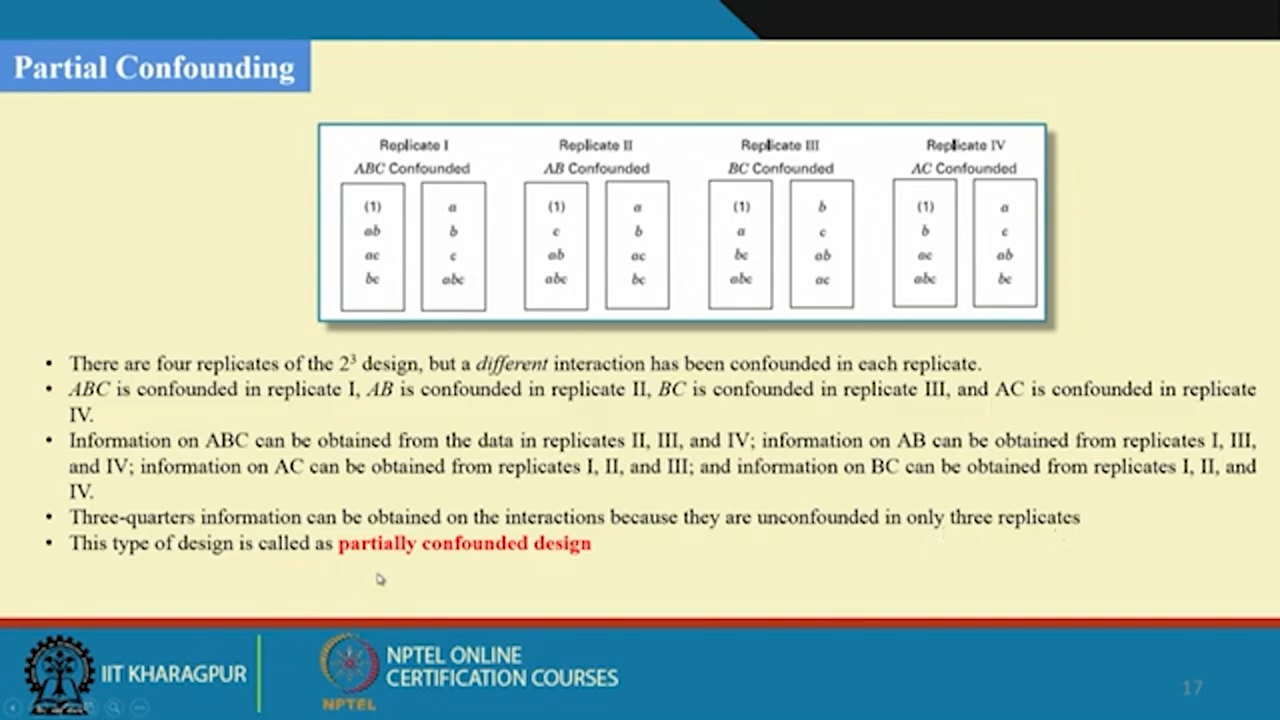 Partial Confounding
Replicate I Replicate II Replicate III Replicate IV
ABC Confounded AB Confounded BC Confounded AC Confounded
(1) a (1) a (1) b (1) a
ab b c b a c b c
ac c ab ac bc ab ac ab
bc abc abc bc abc ac abc bc
• There are four replicates of the 2³ design, but a different interaction has been confounded in each replicate.
• ABC is confounded in replicate I, AB is confounded in replicate II, BC is confounded in replicate III, and AC is confounded in replicate
IV.
• Information on ABC can be obtained from the data in replicates II, III, and IV; information on AB can be obtained from replicates I, III,
and IV; information on AC can be obtained from replicates I, II, and III; and information on BC can be obtained from replicates I, II, and
IV.
• Three-quarters information can be obtained on the interactions because they are unconfounded in only three replicates
• This type of design is called as partially confounded design
IIT KHARAGPUR
NPTEL
NPTEL ONLINE
CERTIFICATION COURSES
17